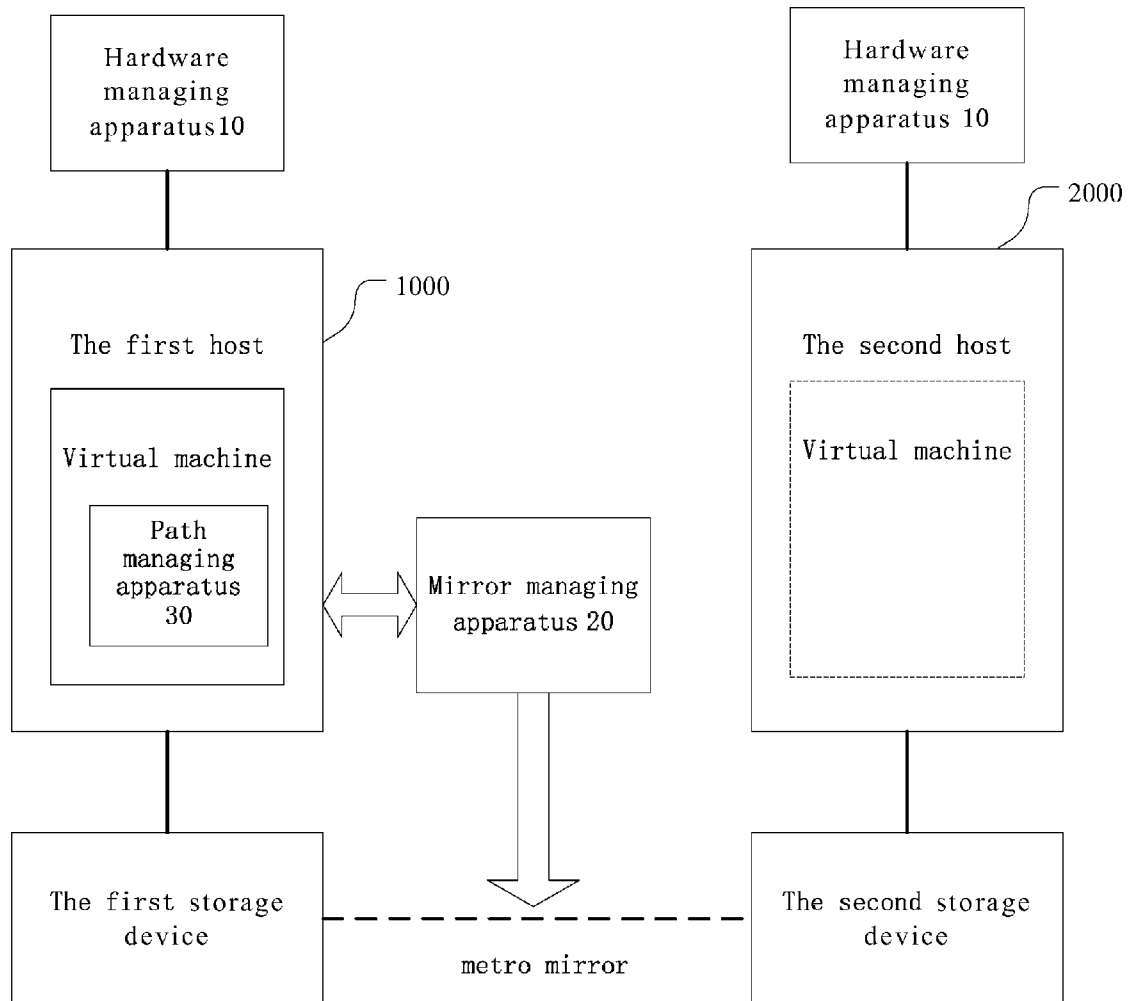 Hardware
managing
apparatus10
Hardware
managing
apparatus 10
2000
1000
The first host
The second host
Virtual machine
Virtual machine
Path
managing
apparatus
30
Mirror managing
apparatus 20
The first storage
device
The second storage
device
metro mirror